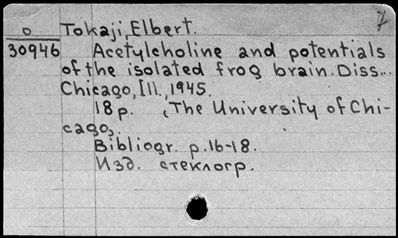 7
О Tokaji, Elbert.
30946 Acetylcholine and potentials
of the isolated frog brain. Diss...
Chicago, Ill., 1945.
18 p. (The University of Chi-
cago).
Bibliogr. p. 16-18.
Изд. стеклогр.